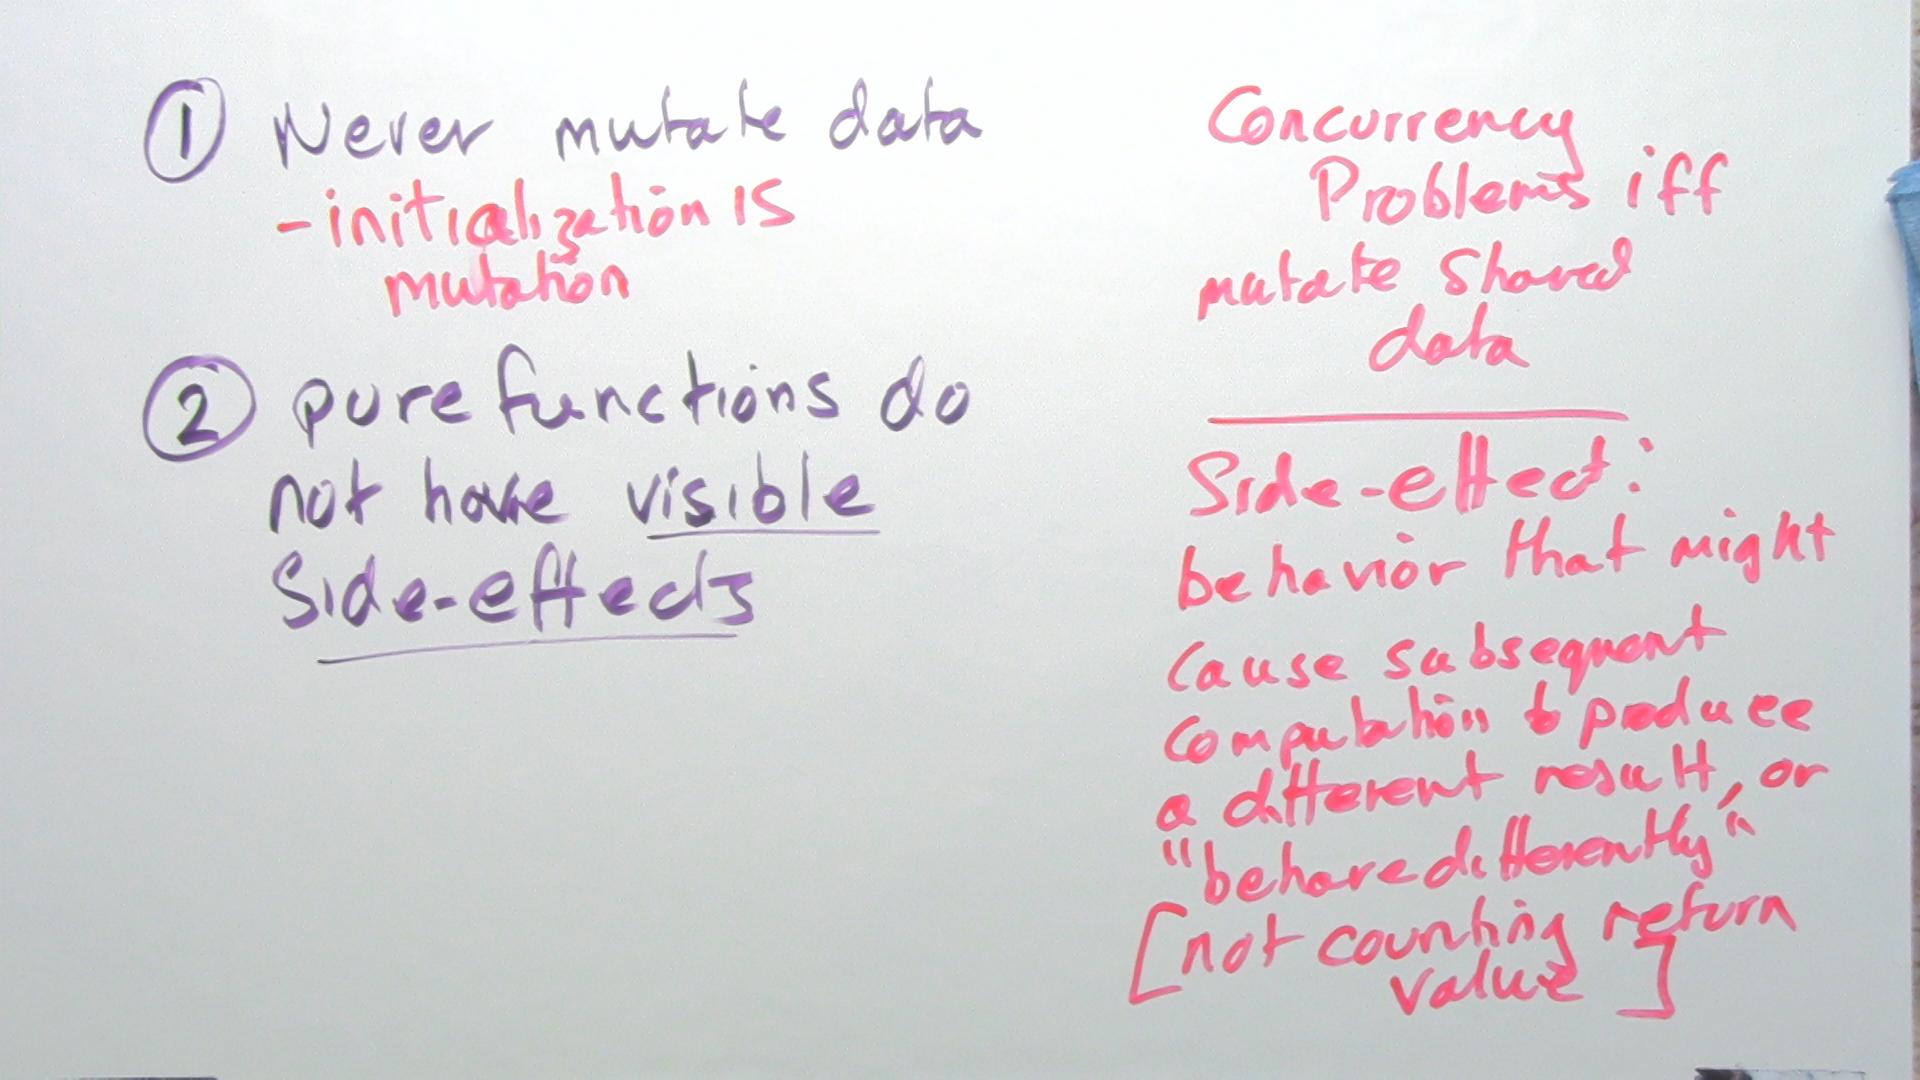 ① Never mutate data
- initialization is
mutation
② pure functions do
not have visible
Side-effects
Concurrency
Problems iff
mutate shared
data
Side-effect:
behavior that might
cause subsequent
computation to produce
a different result, or
"behave differently"
[not counting return
value]